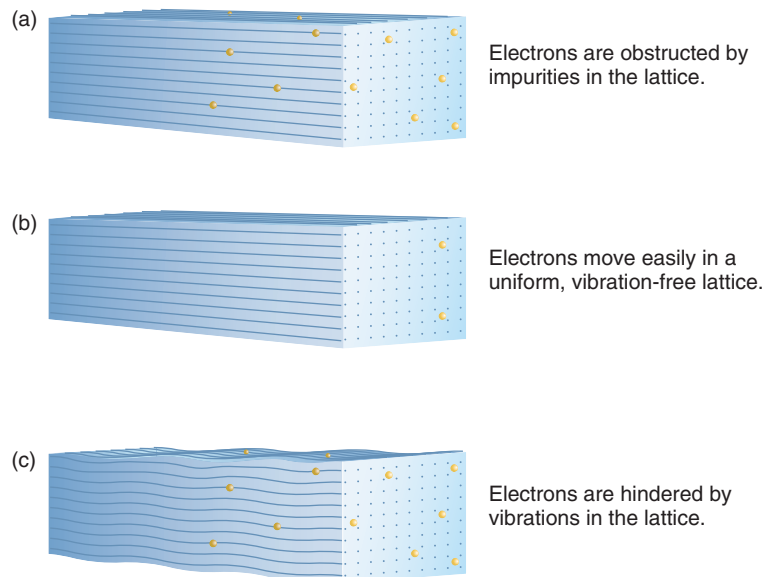 (a)
Electrons are obstructed by
impurities in the lattice.
(b)
Electrons move easily in a
uniform, vibration-free lattice.
(c)
Electrons are hindered by
vibrations in the lattice.